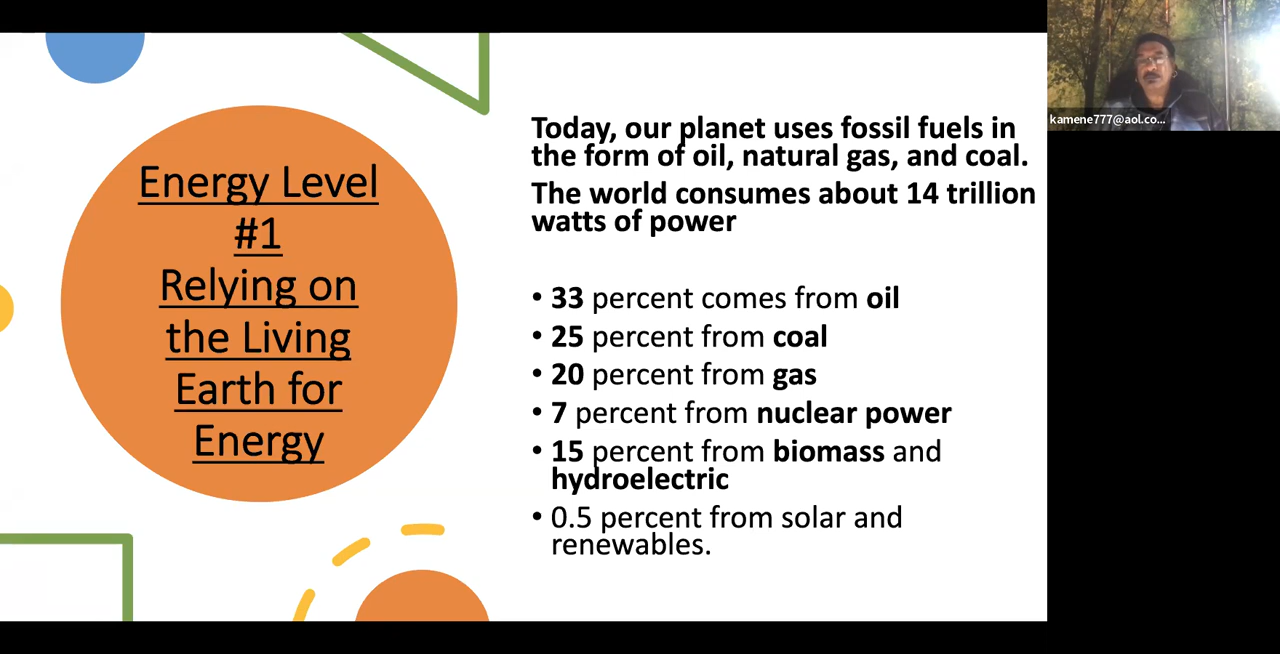 Energy Level
#1
Relying on
the Living
Earth for
Energy
Today, our planet uses fossil fuels in
the form of oil, natural gas, and coal.
The world consumes about 14 trillion
watts of power
• 33 percent comes from oil
• 25 percent from coal
• 20 percent from gas
• 7 percent from nuclear power
• 15 percent from biomass and
hydroelectric
• 0.5 percent from solar and
renewables.
kamene777@aol.co...